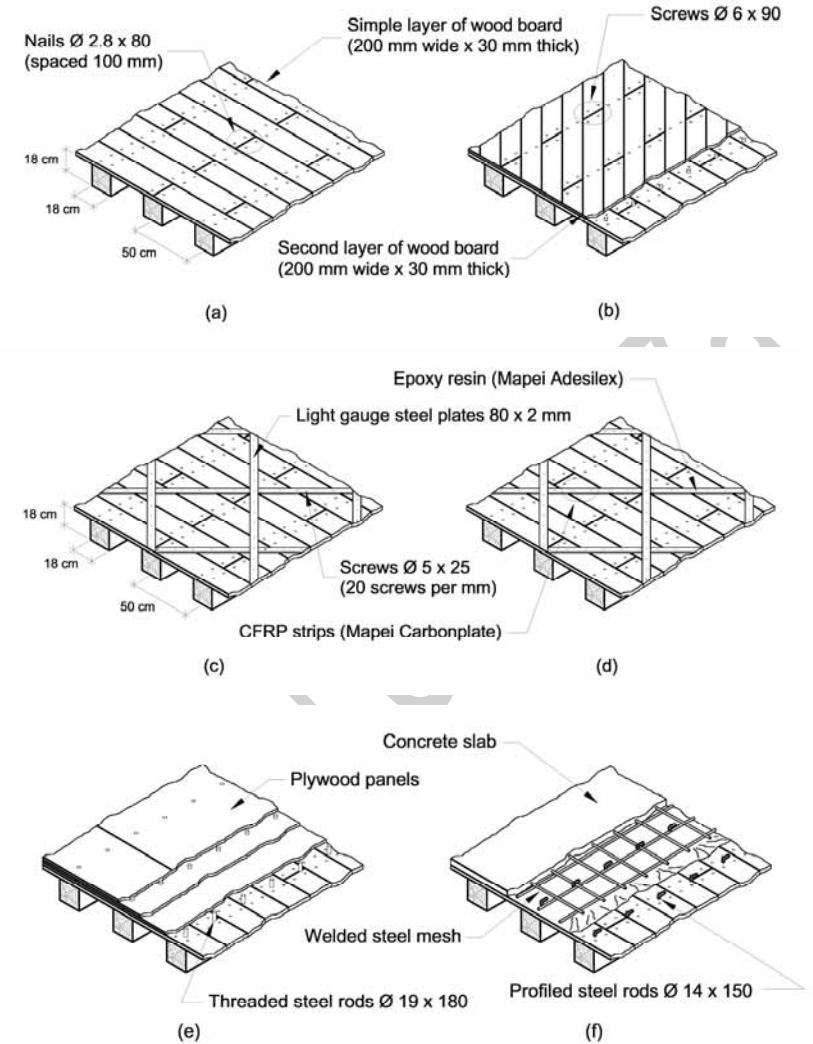 Nails Ø 2.8 x 80
(spaced 100 mm)
Simple layer of wood board
(200 mm wide x 30 mm thick)
Screws Ø 6 x 90
18 cm
18 cm
50 cm
Second layer of wood board
(200 mm wide x 30 mm thick)
(a)
(b)
Epoxy resin (Mapei Adesilex)
Light gauge steel plates 80 x 2 mm
18 cm
18 cm
50 cm
Screws Ø 5 x 25
(20 screws per mm)
CFRP strips (Mapei Carbonplate)
(c)
(d)
Concrete slab
Plywood panels
Welded steel mesh
Threaded steel rods Ø 19 x 180
Profiled steel rods Ø 14 x 150
(e)
(f)